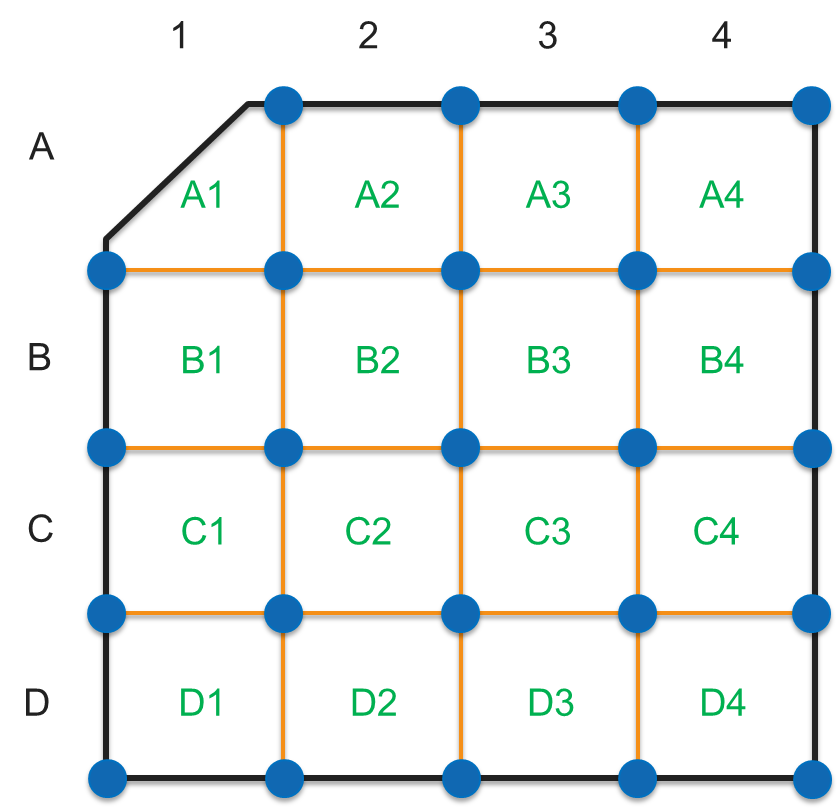 1 2 3 4
A
A1 A2 A3 A4
B B1 B2 B3 B4
C C1 C2 C3 C4
D D1 D2 D3 D4